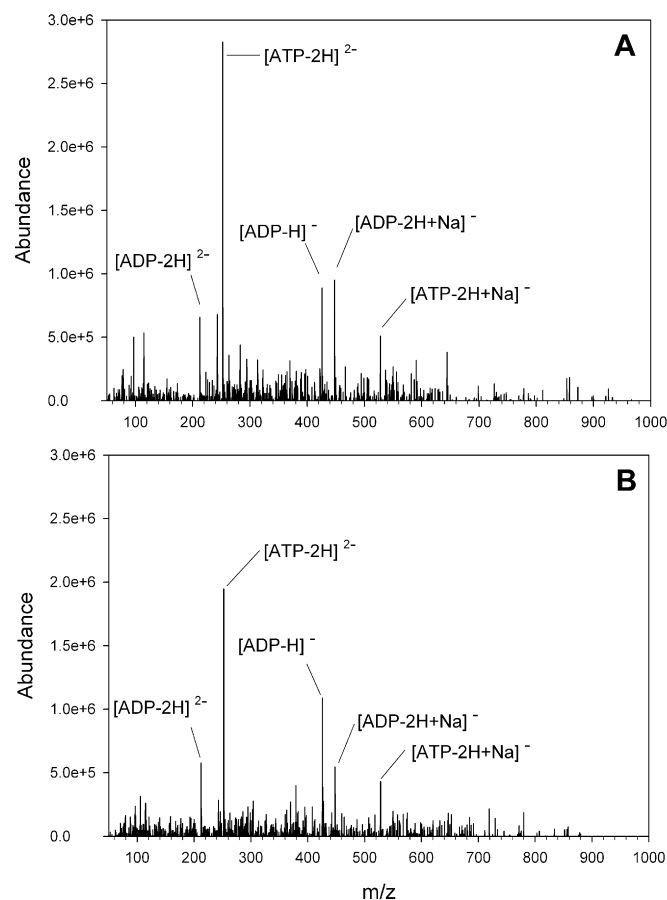 A
3.0e+6
2.5e+6
2.0e+6
1.5e+6
1.0e+6
5.0e+5
0.0
Abundance
[ATP-2H] 2–
[ADP-H] –
[ADP-2H+Na] –
[ADP-2H] 2–
[ATP-2H+Na] –
100 200 300 400 500 600 700 800 900 1000
B
3.0e+6
2.5e+6
2.0e+6
1.5e+6
1.0e+6
5.0e+5
0.0
Abundance
[ATP-2H] 2–
[ADP-H] –
[ADP-2H] 2–
[ADP-2H+Na] –
[ATP-2H+Na] –
100 200 300 400 500 600 700 800 900 1000
m/z